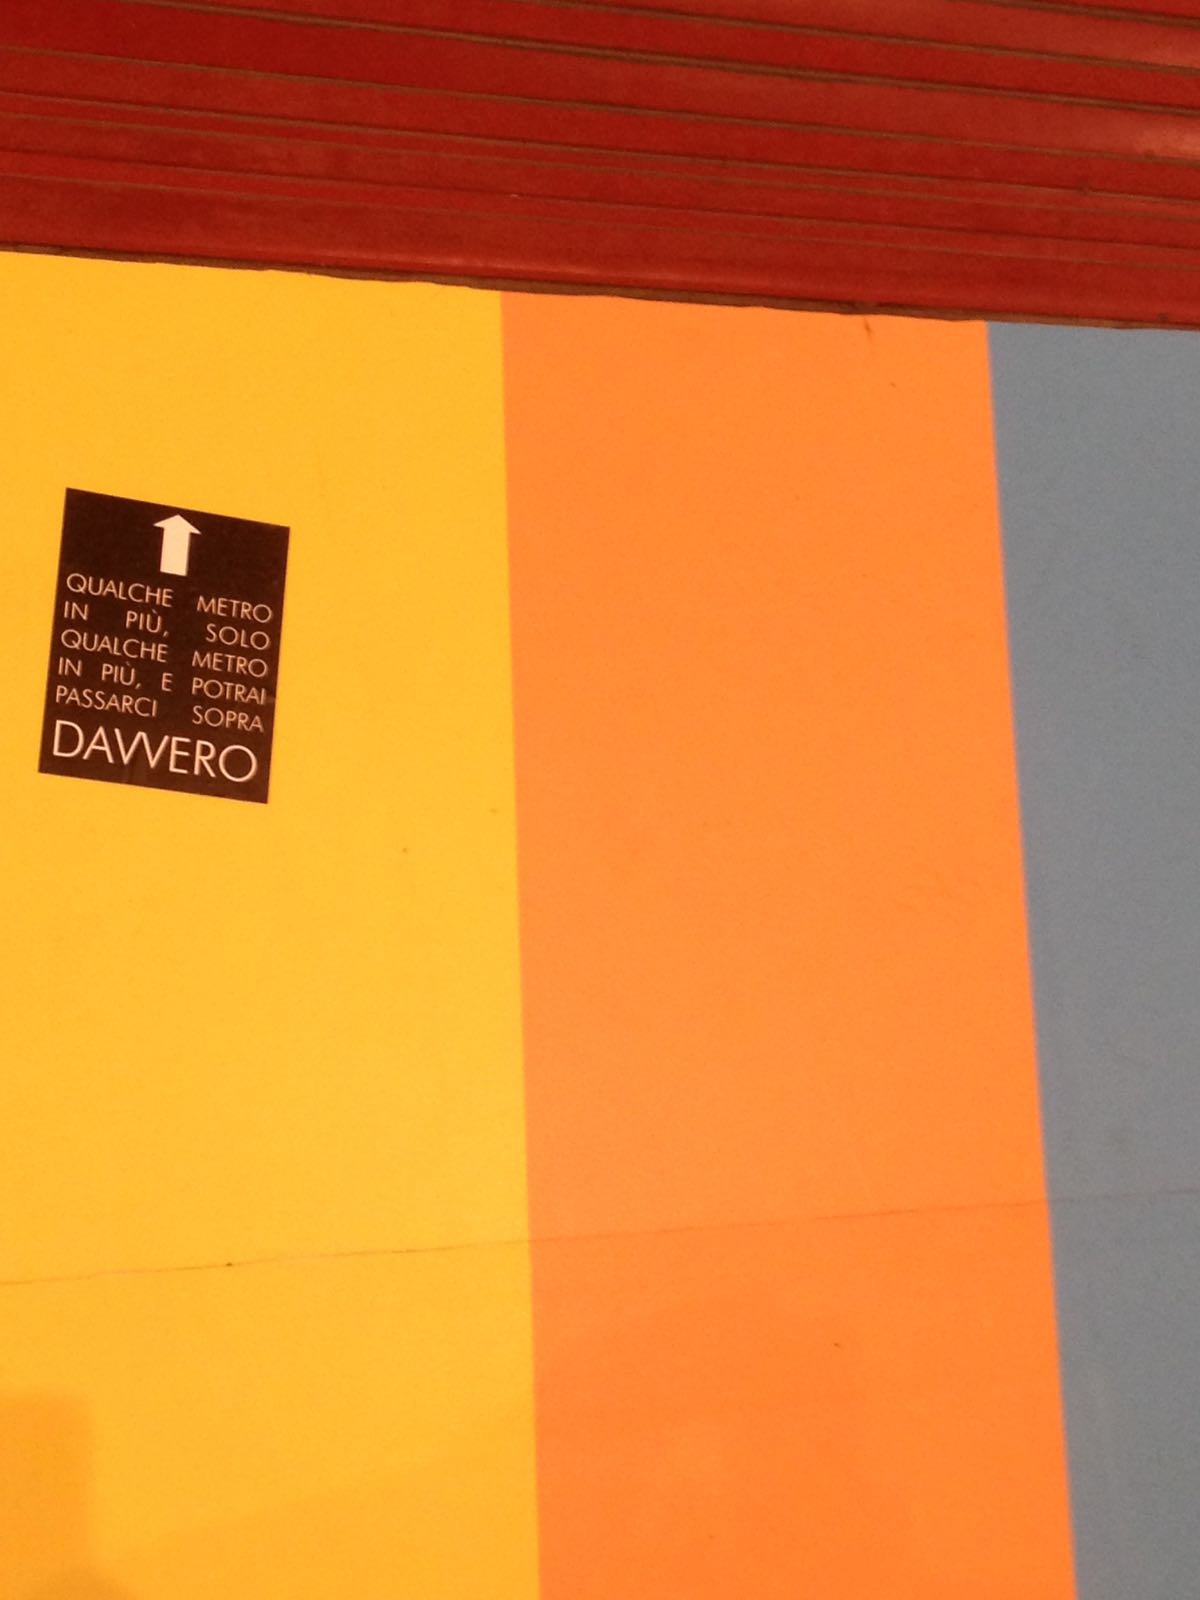 QUALCHE METRO
IN PIÙ, SOLO
QUALCHE METRO
IN PIÙ, E POTRAI
PASSARCI SOPRA
DAVVERO